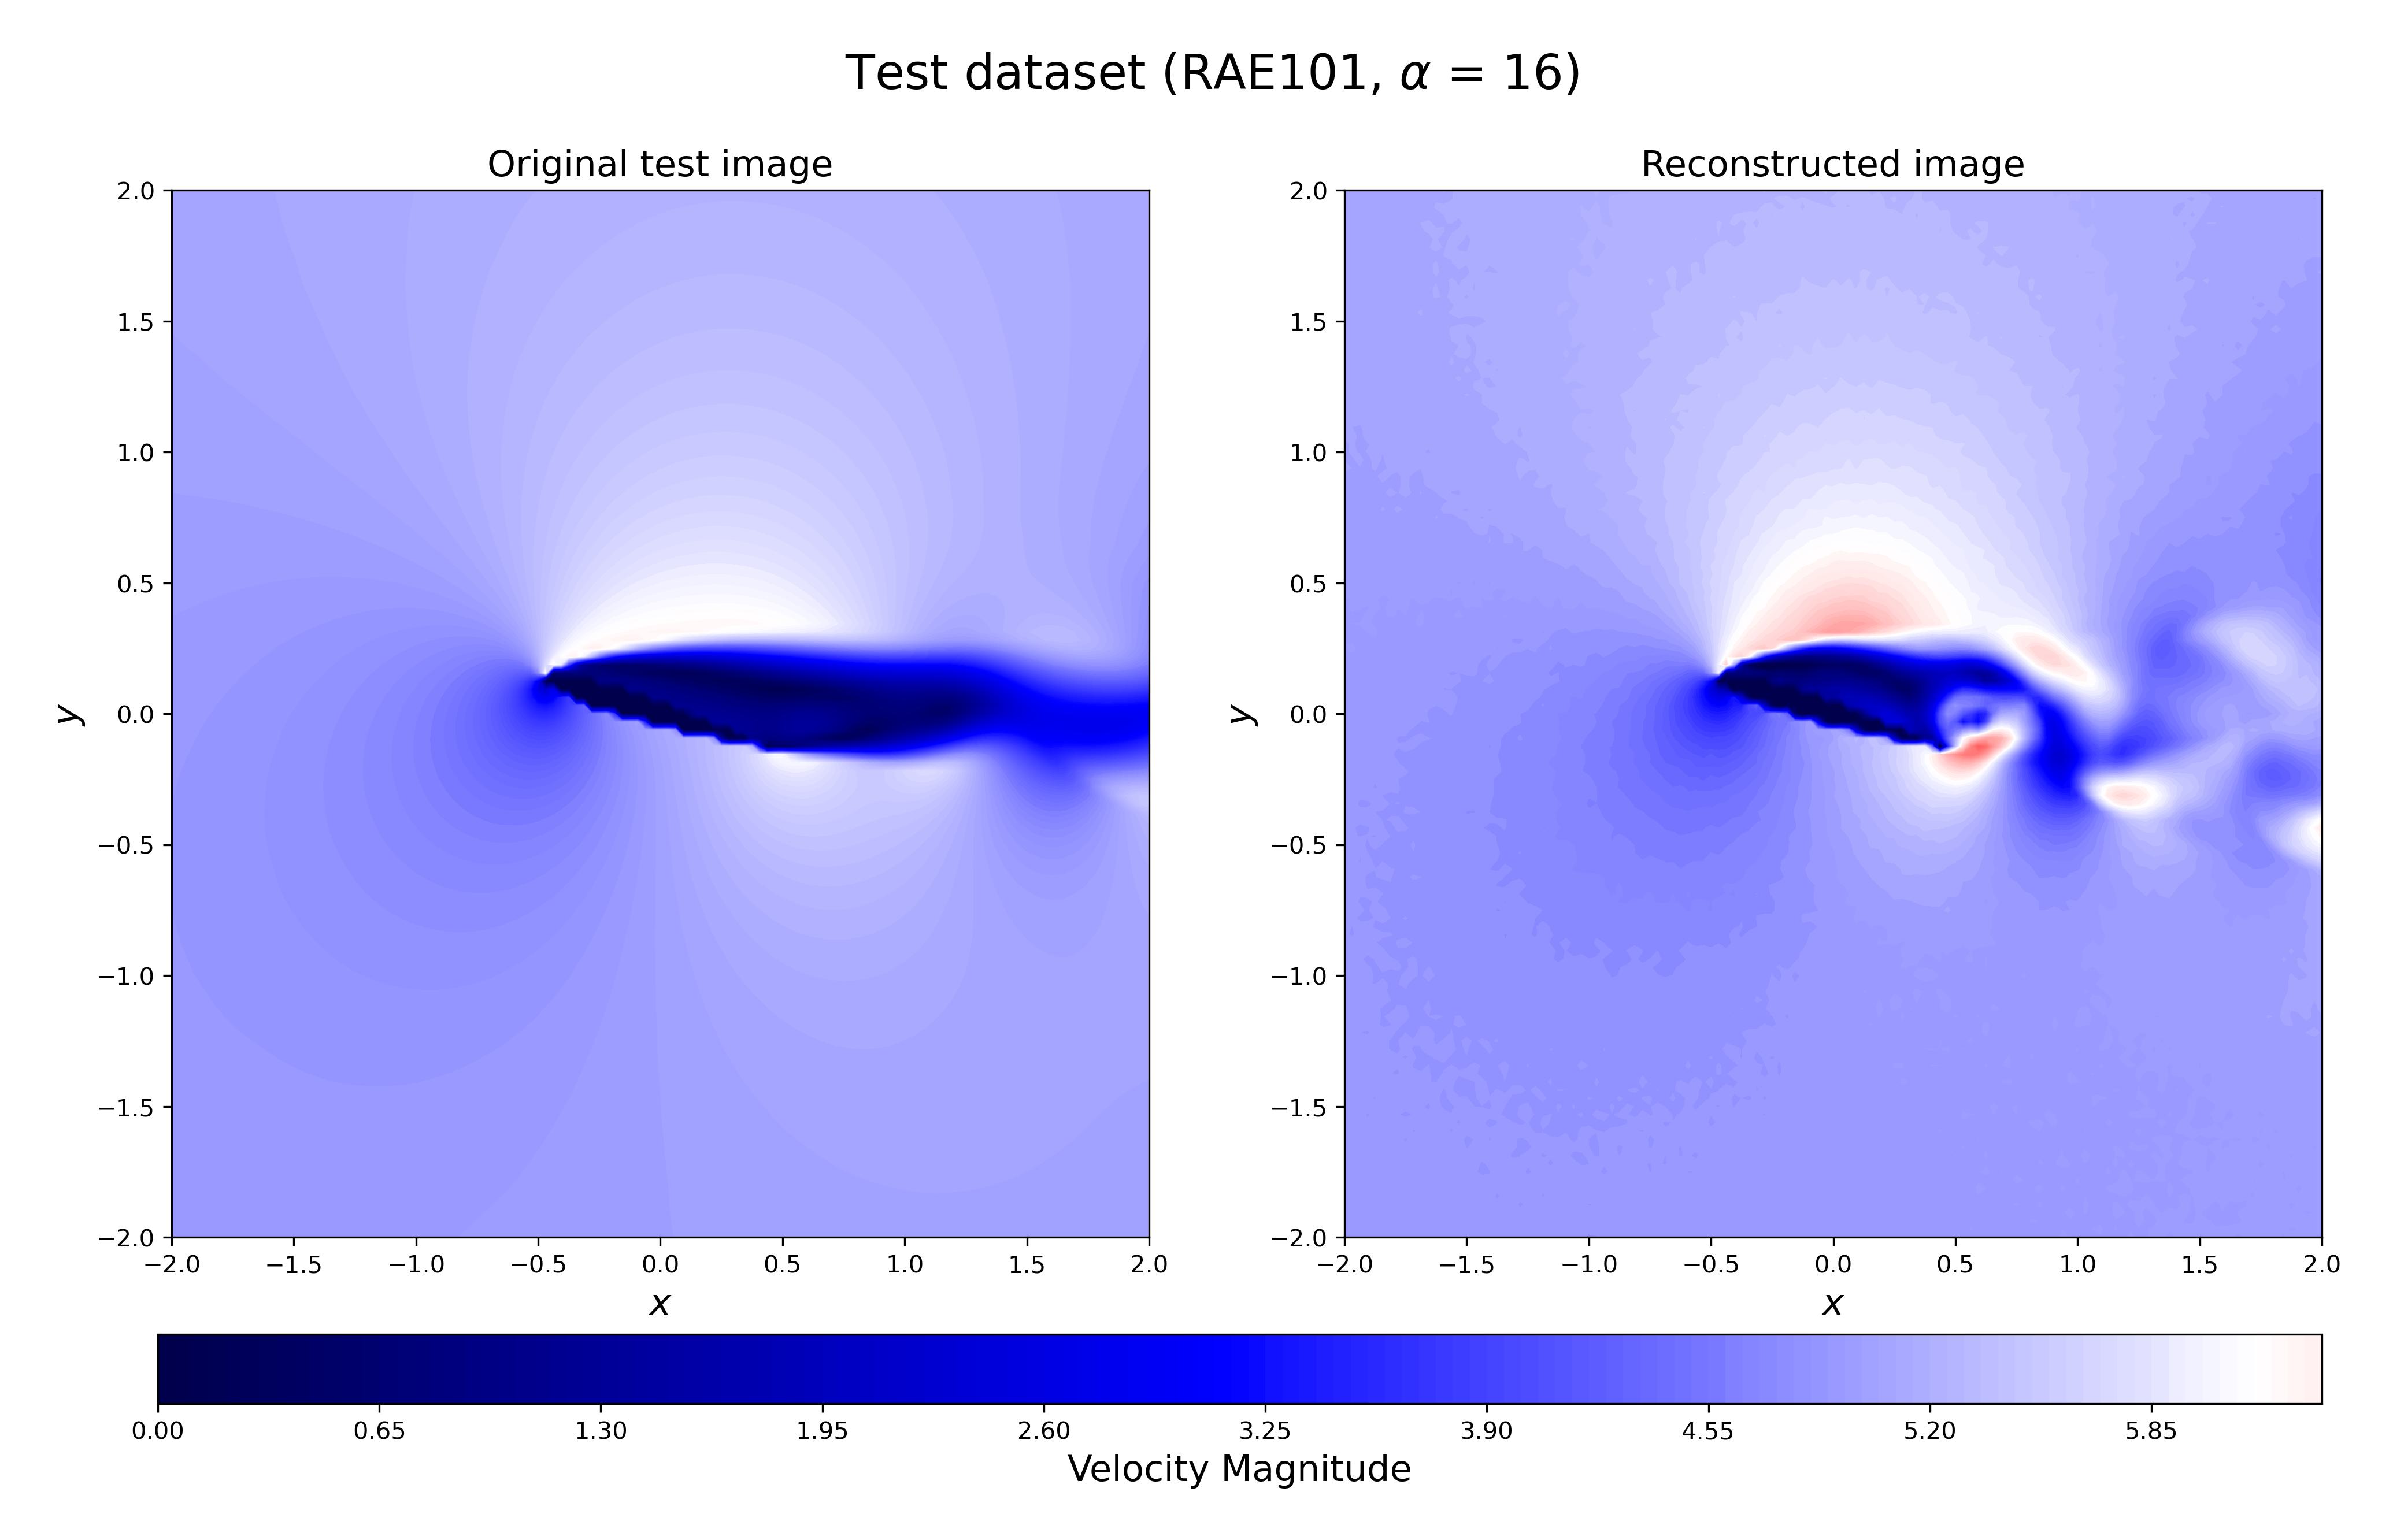 Test dataset (RAE101, α = 16)
Original test image
2.0
1.5
1.0
0.5
0.0
−0.5
−1.0
−1.5
−2.0
y
−2.0 −1.5 −1.0 −0.5 0.0 0.5 1.0 1.5 2.0
x
Reconstructed image
2.0
1.5
1.0
0.5
0.0
−0.5
−1.0
−1.5
−2.0
y
−2.0 −1.5 −1.0 −0.5 0.0 0.5 1.0 1.5 2.0
x
0.00 0.65 1.30 1.95 2.60 3.25 3.90 4.55 5.20 5.85
Velocity Magnitude